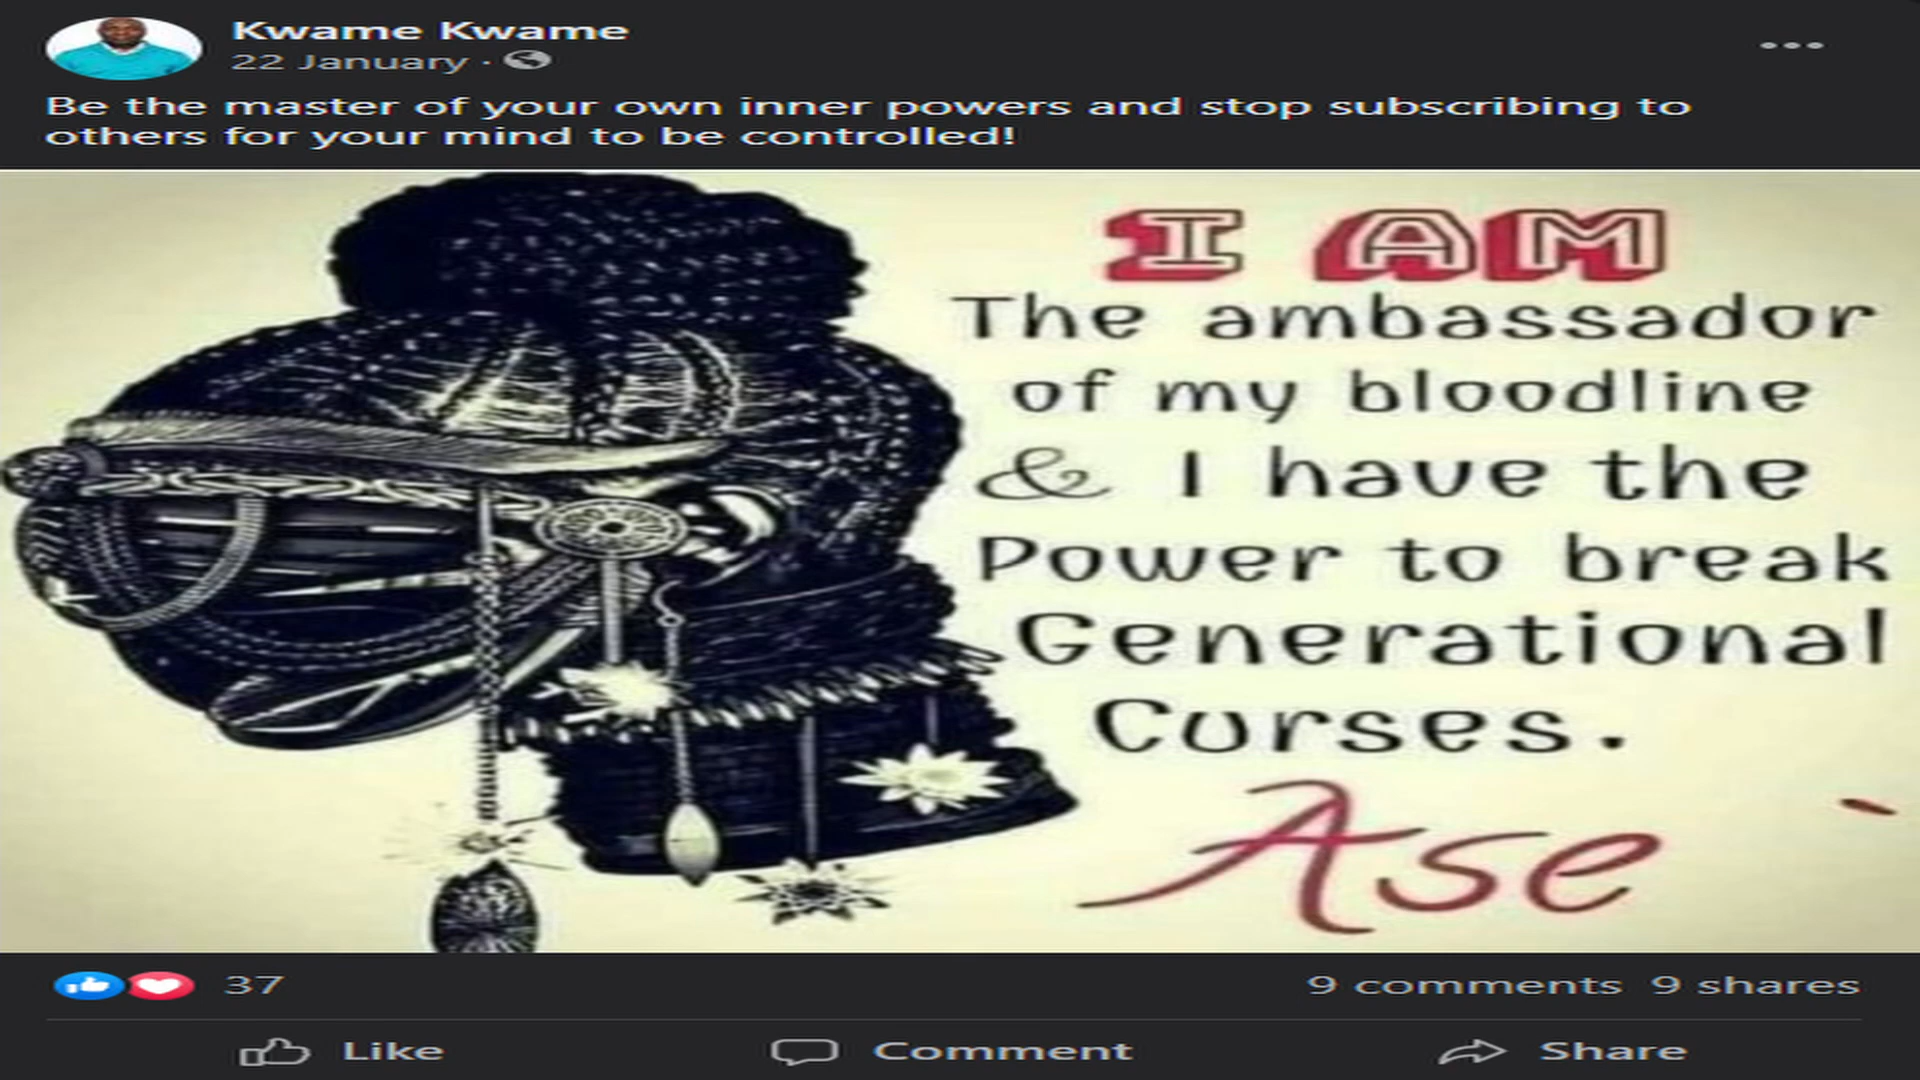 Kwame Kwame
22 January ·
Be the master of your own inner powers and stop subscribing to
others for your mind to be controlled!
I AM
The ambassador
of my bloodline
& I have the
Power to break
Generational
Curses.
Ase`
37
9 comments 9 shares
Like Comment Share